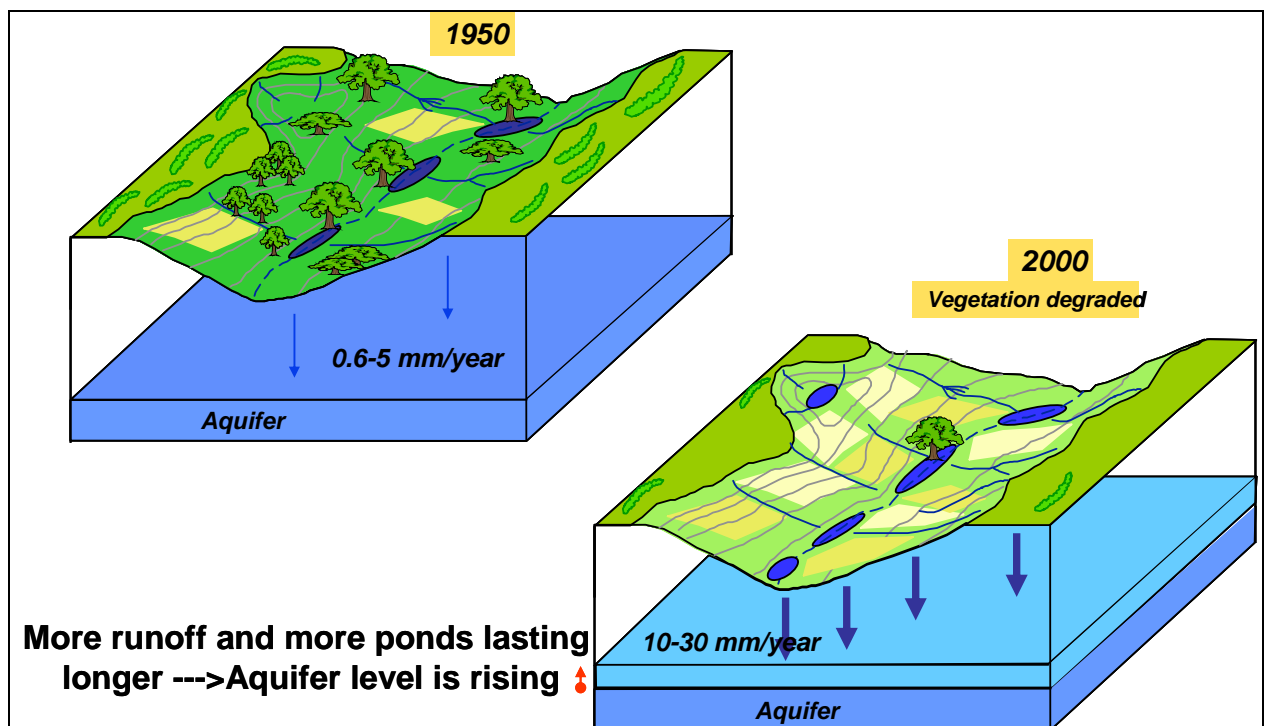 1950
0.6-5 mm/year
Aquifer
2000
Vegetation degraded
10-30 mm/year
Aquifer
More runoff and more ponds lasting
longer --->Aquifer level is rising